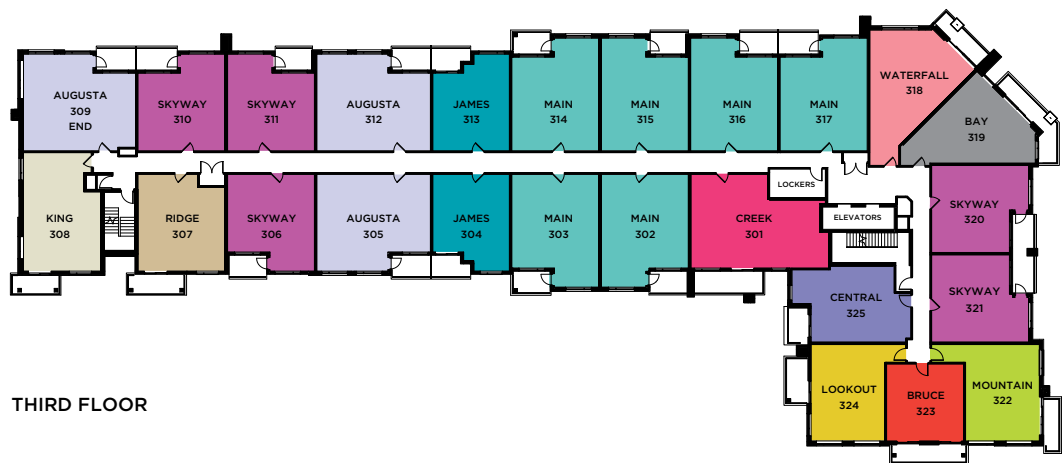 AUGUSTA
309
END
SKYWAY
310
SKYWAY
311
AUGUSTA
312
JAMES
313
MAIN
314
MAIN
315
MAIN
316
MAIN
317
WATERFALL
318
BAY
319
KING
308
RIDGE
307
SKYWAY
306
AUGUSTA
305
JAMES
304
MAIN
303
MAIN
302
CREEK
301
LOCKERS
ELEVATORS
SKYWAY
320
SKYWAY
321
CENTRAL
325
LOOKOUT
324
BRUCE
323
MOUNTAIN
322
THIRD FLOOR